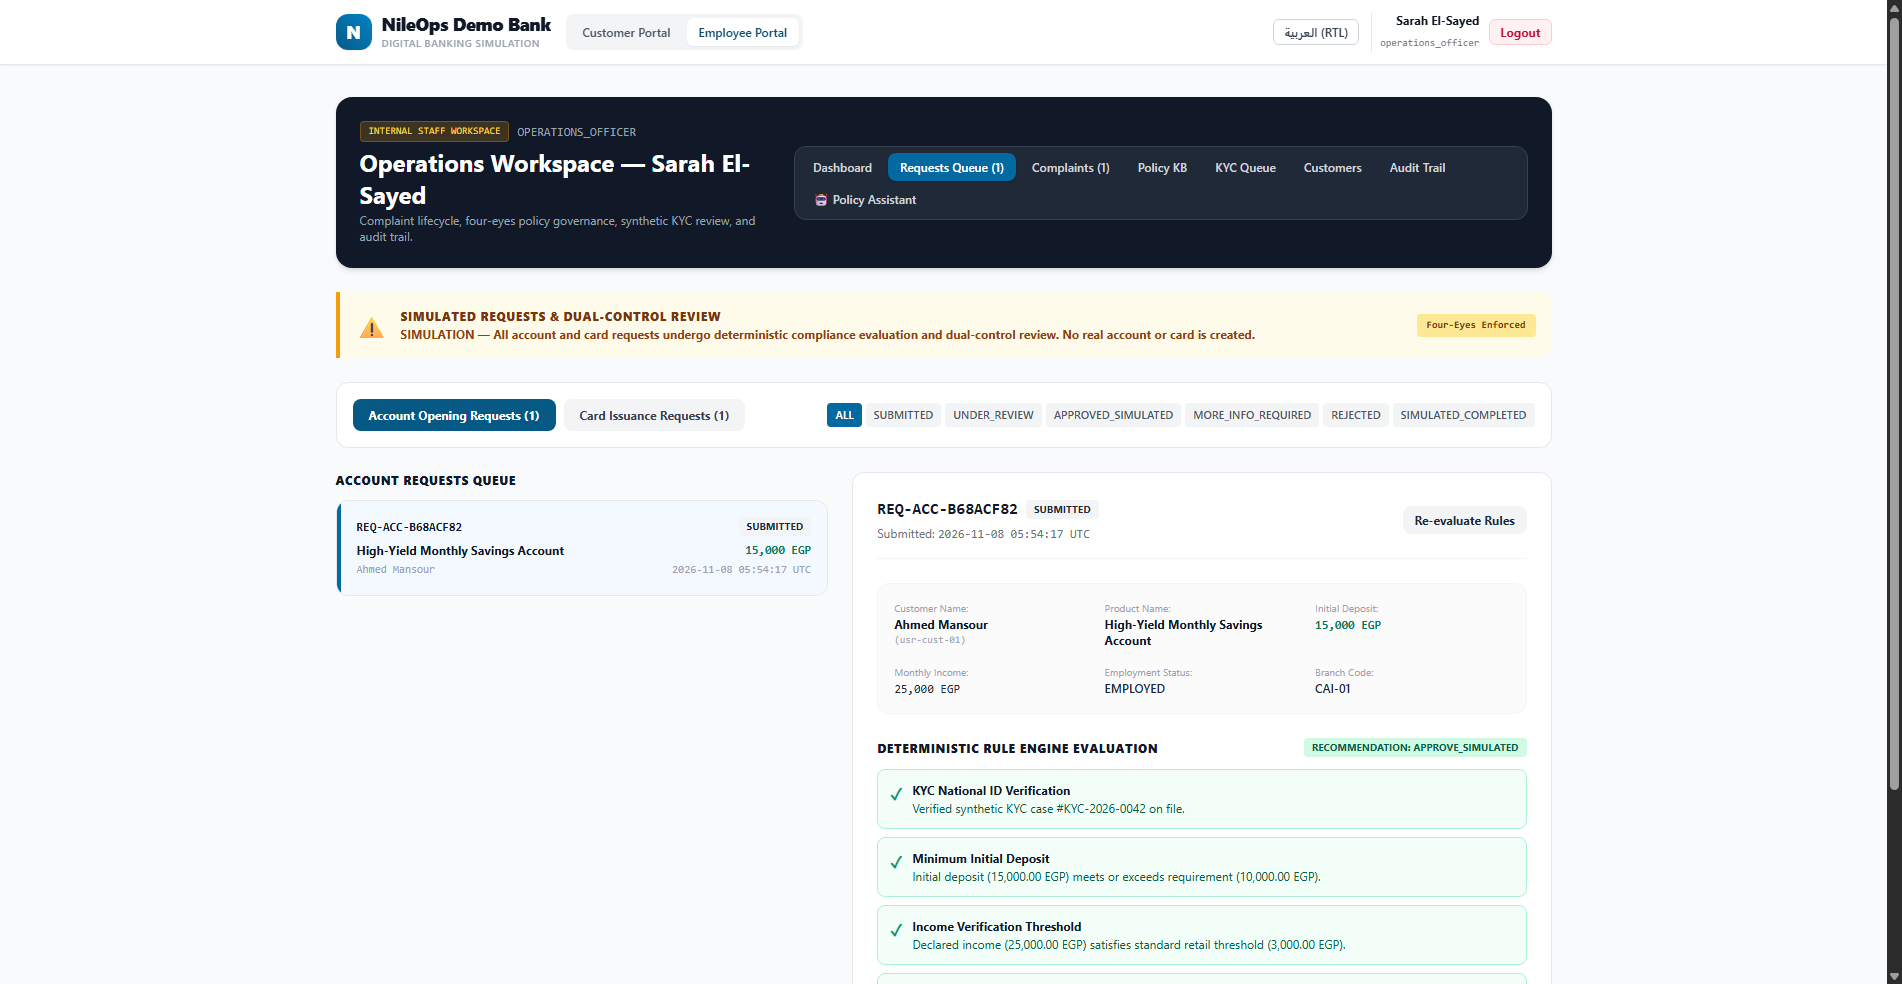 N
NileOps Demo Bank
DIGITAL BANKING SIMULATION
Customer Portal
Employee Portal
العربية (RTL)
Sarah El-Sayed
operations_officer
Logout
INTERNAL STAFF WORKSPACE
OPERATIONS_OFFICER
Operations Workspace — Sarah El-
Sayed
Complaint lifecycle, four-eyes policy governance, synthetic KYC review, and
audit trail.
Dashboard
Requests Queue (1)
Complaints (1)
Policy KB
KYC Queue
Customers
Audit Trail
Policy Assistant
SIMULATED REQUESTS & DUAL-CONTROL REVIEW
SIMULATION — All account and card requests undergo deterministic compliance evaluation and dual-control review. No real account or card is created.
Four-Eyes Enforced
Account Opening Requests (1)
Card Issuance Requests (1)
ALL
SUBMITTED
UNDER_REVIEW
APPROVED_SIMULATED
MORE_INFO_REQUIRED
REJECTED
SIMULATED_COMPLETED
ACCOUNT REQUESTS QUEUE
REQ-ACC-B68ACF82
SUBMITTED
High-Yield Monthly Savings Account
15,000 EGP
Ahmed Mansour
2026-11-08 05:54:17 UTC
REQ-ACC-B68ACF82
SUBMITTED
Submitted: 2026-11-08 05:54:17 UTC
Re-evaluate Rules
Customer Name:
Ahmed Mansour
(usr-cust-01)
Product Name:
High-Yield Monthly Savings
Account
Initial Deposit:
15,000 EGP
Monthly Income:
25,000 EGP
Employment Status:
EMPLOYED
Branch Code:
CAI-01
DETERMINISTIC RULE ENGINE EVALUATION
RECOMMENDATION: APPROVE_SIMULATED
KYC National ID Verification
Verified synthetic KYC case #KYC-2026-0042 on file.
Minimum Initial Deposit
Initial deposit (15,000.00 EGP) meets or exceeds requirement (10,000.00 EGP).
Income Verification Threshold
Declared income (25,000.00 EGP) satisfies standard retail threshold (3,000.00 EGP).